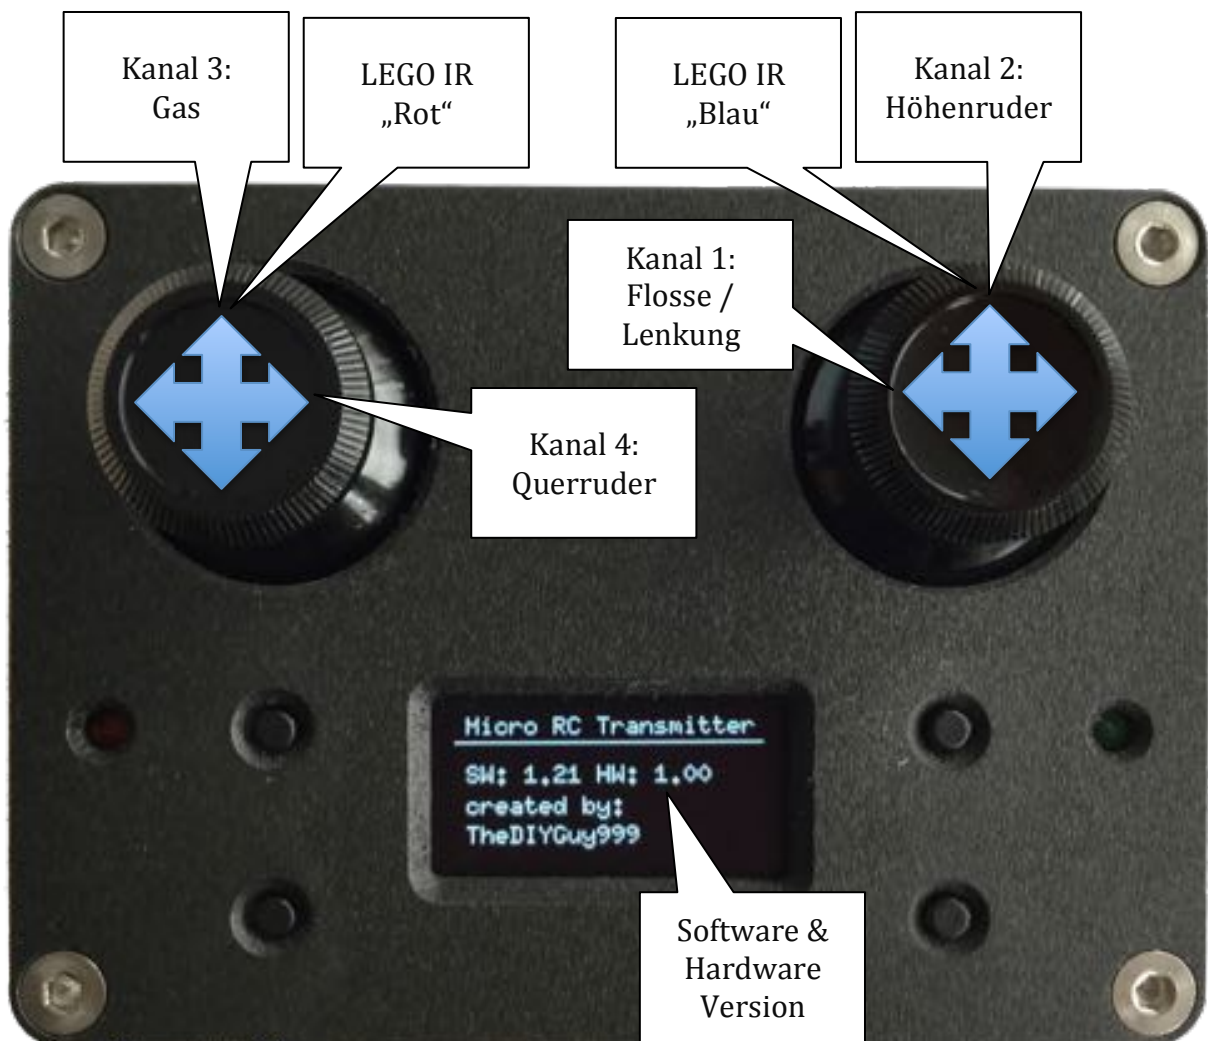 Kanal 3:
Gas
LEGO IR
„Rot“
LEGO IR
„Blau“
Kanal 2:
Höhenruder
Kanal 1:
Flosse /
Lenkung
Kanal 4:
Querruder
Micro RC Transmitter
SW: 1.21 HW: 1.00
created by:
TheDIYGuy999
Software &
Hardware
Version